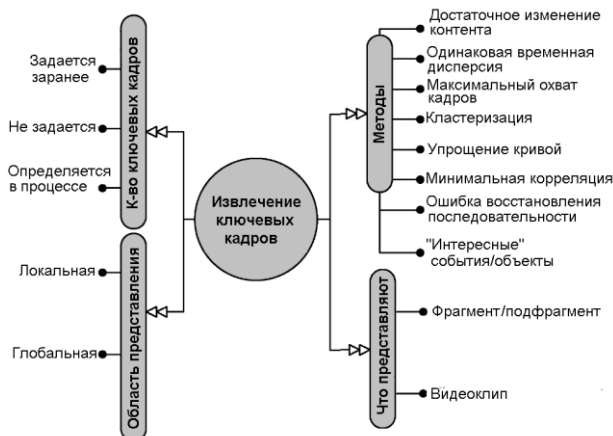 Задается
заранее
Не задается
Определяется
в процессе
К-во ключевых кадров
Локальная
Глобальная
Область представления
Извлечение
ключевых
кадров
Методы
Достаточное изменение
контента
Одинаковая временная
дисперсия
Максимальный охват
кадров
Кластеризация
Упрощение кривой
Минимальная корреляция
Ошибка восстановления
последовательности
"Интересные"
события/объекты
Что представляют
Фрагмент/подфрагмент
Видеоклип